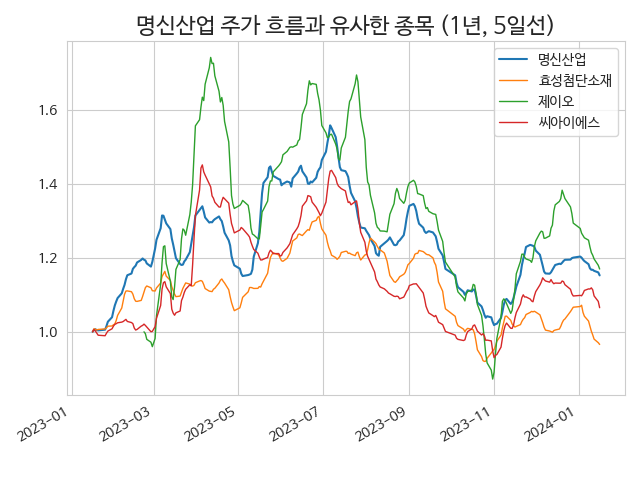 명신산업 주가 흐름과 유사한 종목 (1년, 5일선)
명신산업
효성첨단소재
제이오
씨아이에스
1.6
1.4
1.2
1.0
2023-01
2023-03
2023-05
2023-07
2023-09
2023-11
2024-01